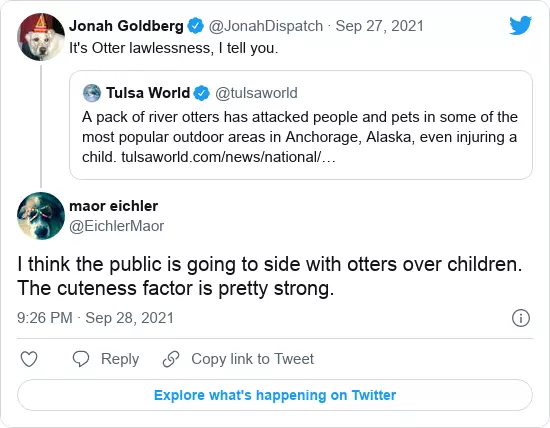 Jonah Goldberg @JonahDispatch · Sep 27, 2021
It's Otter lawlessness, I tell you.
Tulsa World @tulsaworld
A pack of river otters has attacked people and pets in some of the
most popular outdoor areas in Anchorage, Alaska, even injuring a
child. tulsaworld.com/news/national/…
maor eichler
@EichlerMaor
I think the public is going to side with otters over children.
The cuteness factor is pretty strong.
9:26 PM · Sep 28, 2021
Reply Copy link to Tweet
Explore what's happening on Twitter